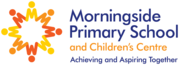 Morningside
Primary School
and Children's Centre
Achieving and Aspiring Together